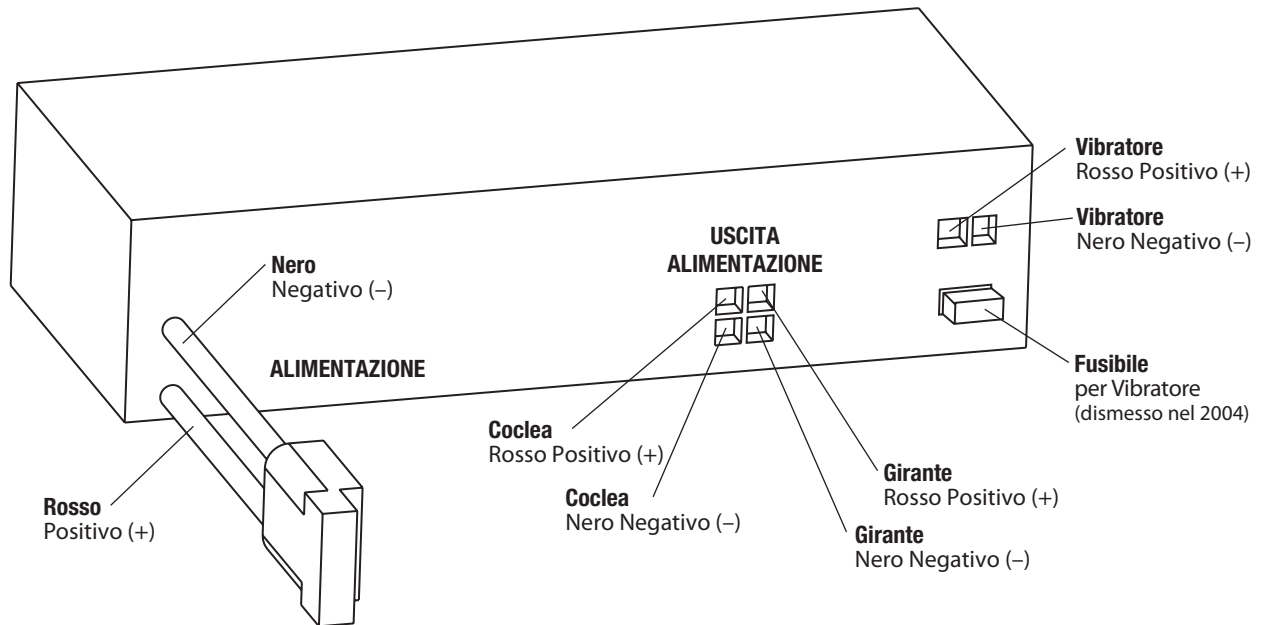 Vibratore
Rosso Positivo (+)
Vibratore
Nero Negativo (–)
USCITA
ALIMENTAZIONE
Nero
Negativo (–)
ALIMENTAZIONE
Fusibile
per Vibratore
(dismesso nel 2004)
Coclea
Rosso Positivo (+)
Girante
Rosso Positivo (+)
Coclea
Nero Negativo (–)
Rosso
Positivo (+)
Girante
Nero Negativo (–)